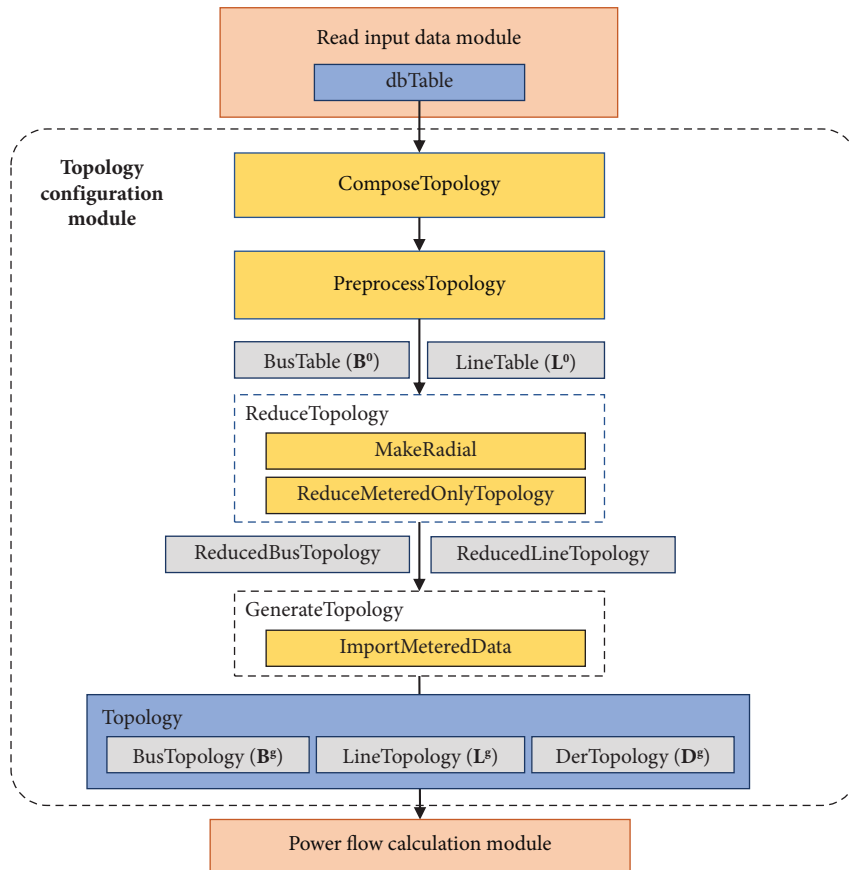 Read input data module
dbTable
Topology
configuration
module
ComposeTopology
PreprocessTopology
BusTable (B⁰)
LineTable (L⁰)
ReduceTopology
MakeRadial
ReduceMeteredOnlyTopology
ReducedBusTopology
ReducedLineTopology
GenerateTopology
ImportMeteredData
Topology
BusTopology (Bᵍ)
LineTopology (Lᵍ)
DerTopology (Dᵍ)
Power flow calculation module